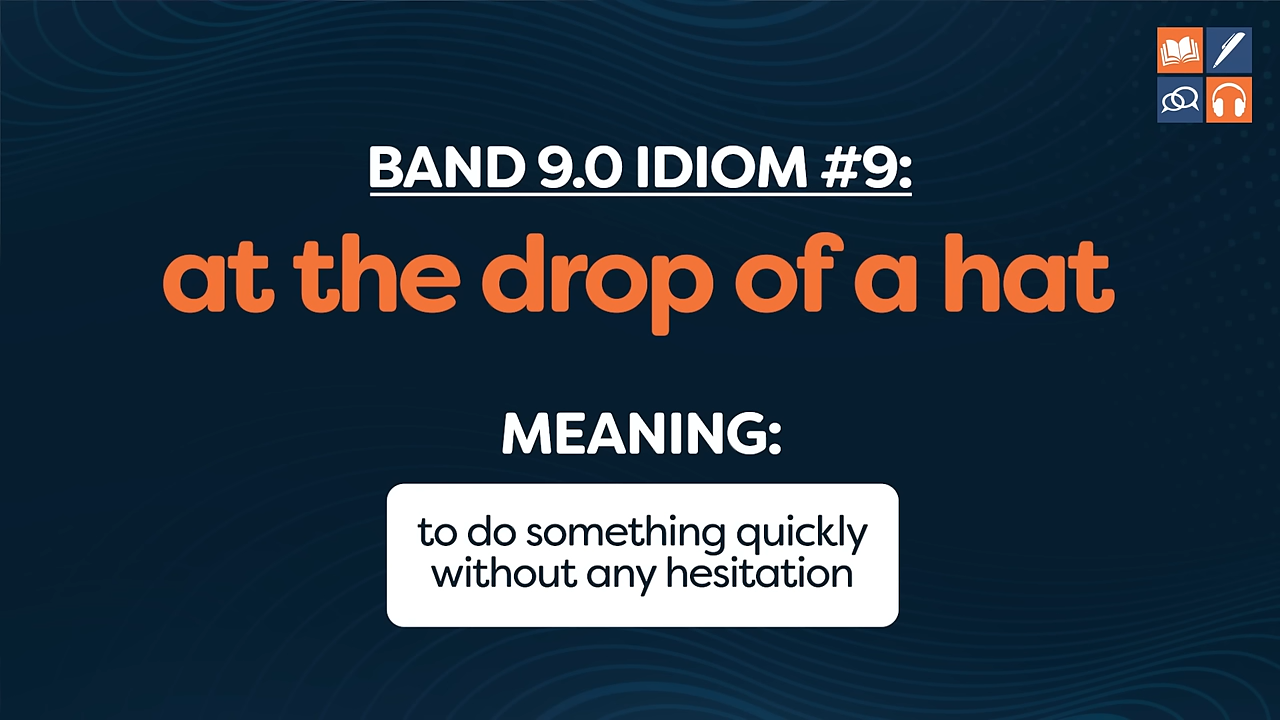 BAND 9.0 IDIOM #9:
at the drop of a hat
MEANING:
to do something quickly
without any hesitation